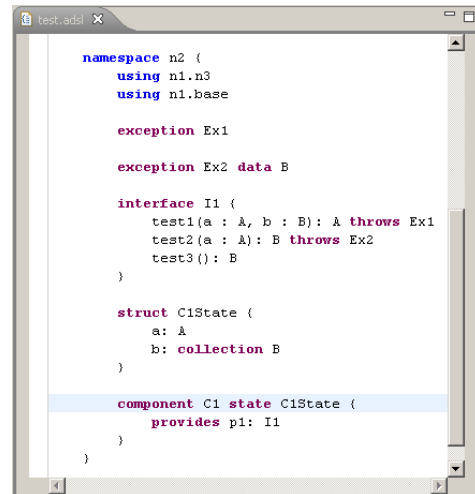 test.adsl
namespace n2 {
using n1.n3
using n1.base
exception Ex1
exception Ex2 data B
interface I1 {
test1(a : A, b : B): A throws Ex1
test2(a : A): B throws Ex2
test3(): B
}
struct C1State {
a: A
b: collection B
}
component C1 state C1State {
provides p1: I1
}
}